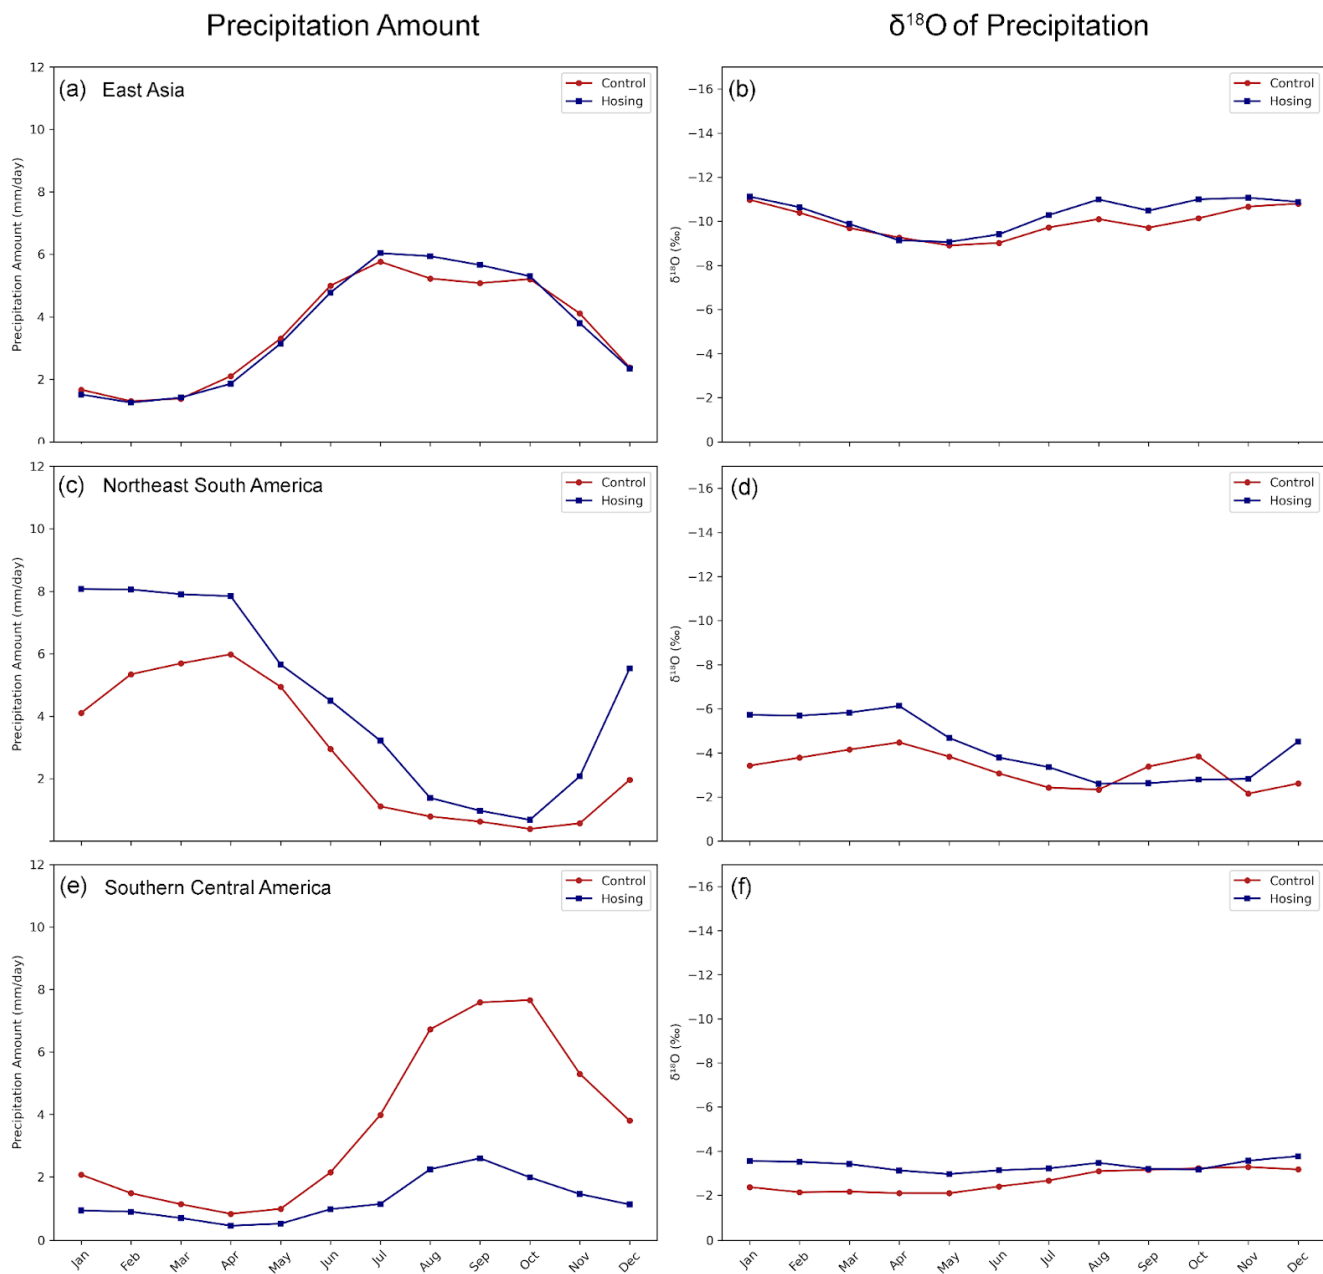 Precipitation Amount
δ¹⁸O of Precipitation
(a) East Asia
Control
Hosing
Precipitation Amount (mm/day)
12
10
8
6
4
2
0
(b)
Control
Hosing
δ¹⁸O (‰)
−16
−14
−12
−10
−8
−6
−4
−2
0
(c) Northeast South America
Control
Hosing
Precipitation Amount (mm/day)
12
10
8
6
4
2
(d)
Control
Hosing
δ¹⁸O (‰)
−16
−14
−12
−10
−8
−6
−4
−2
0
(e) Southern Central America
Control
Hosing
Precipitation Amount (mm/day)
12
10
8
6
4
2
0
Jan Feb Mar Apr May Jun Jul Aug Sep Oct Nov Dec
(f)
Control
Hosing
δ¹⁸O (‰)
−16
−14
−12
−10
−8
−6
−4
−2
0
Jan Feb Mar Apr May Jun Jul Aug Sep Oct Nov Dec